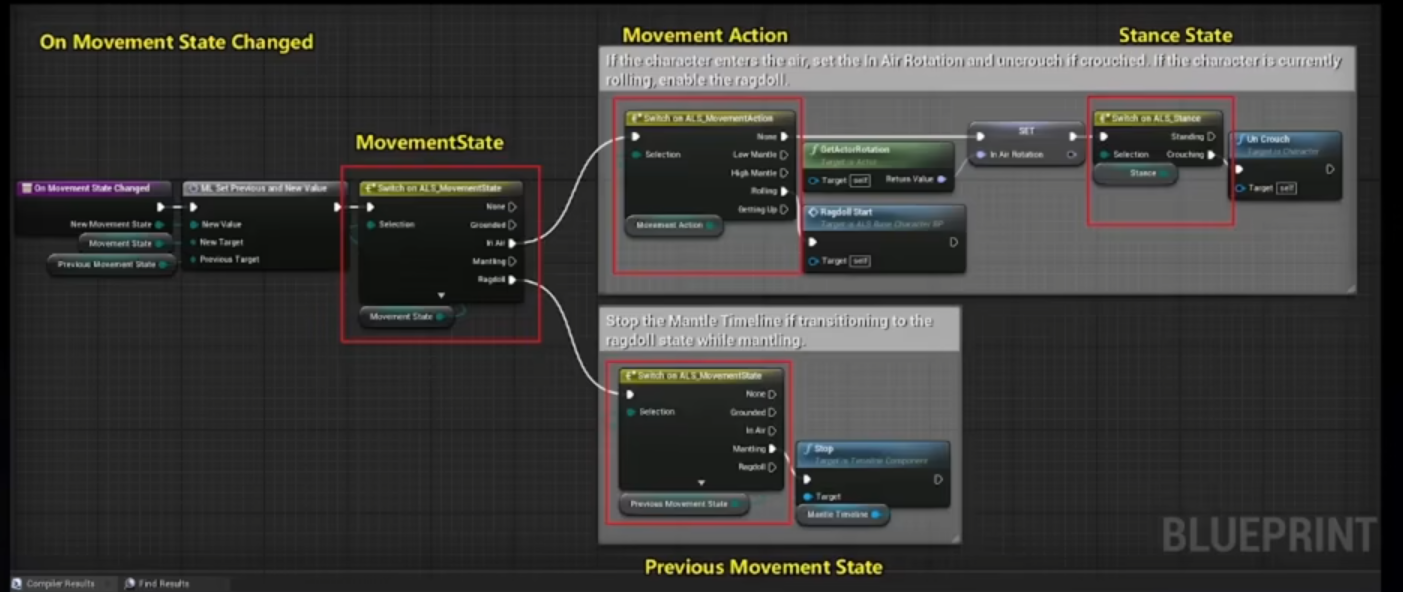 On Movement State Changed
Movement Action
Stance State
If the character enters the air, set the In Air Rotation and uncrouch if crouched. If the character is currently
rolling, enable the ragdoll.
MovementState
On Movement State Changed
New Movement State
Movement State
Previous Movement State
ML Set Previous and New Value
New Value
New Target
Previous Target
Switch on ALS_MovementState
None
Selection
Grounded
In Air
Mantling
Ragdoll
Movement State
Switch on ALS_MovementAction
None
Selection
Low Mantle
High Mantle
Rolling
Getting Up
Movement Action
GetActorRotation
Target is Actor
Target self
Return Value
Ragdoll Start
Target is ALS Base Character BP
Target self
SET
In Air Rotation
Switch on ALS_Stance
Standing
Selection
Crouching
Stance
Un Crouch
Target is Character
Target self
Stop the Mantle Timeline if transitioning to the
ragdoll state while mantling.
Switch on ALS_MovementState
None
Selection
Grounded
In Air
Mantling
Ragdoll
Previous Movement State
Stop
Target is Timeline Component
Target
Mantle Timeline
BLUEPRINT
Previous Movement State
Compiler Results
Find Results